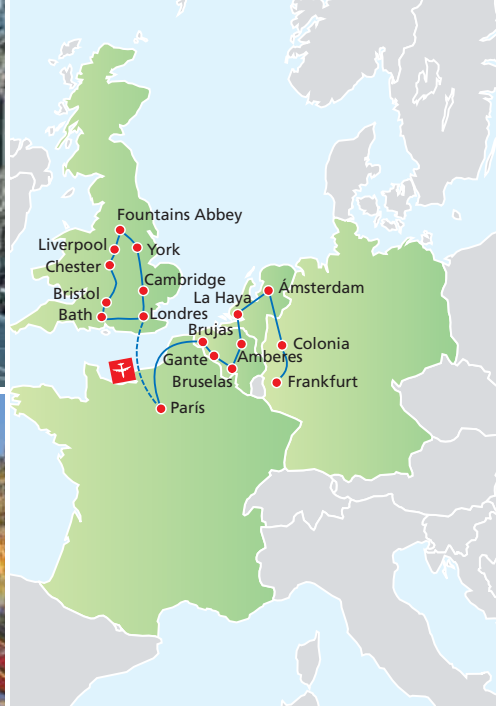 Fountains Abbey
Liverpool
York
Chester
Cambridge
Bristol
La Haya
Ámsterdam
Bath
Londres
Brujas
Colonia
Gante
Amberes
Bruselas
Frankfurt
París